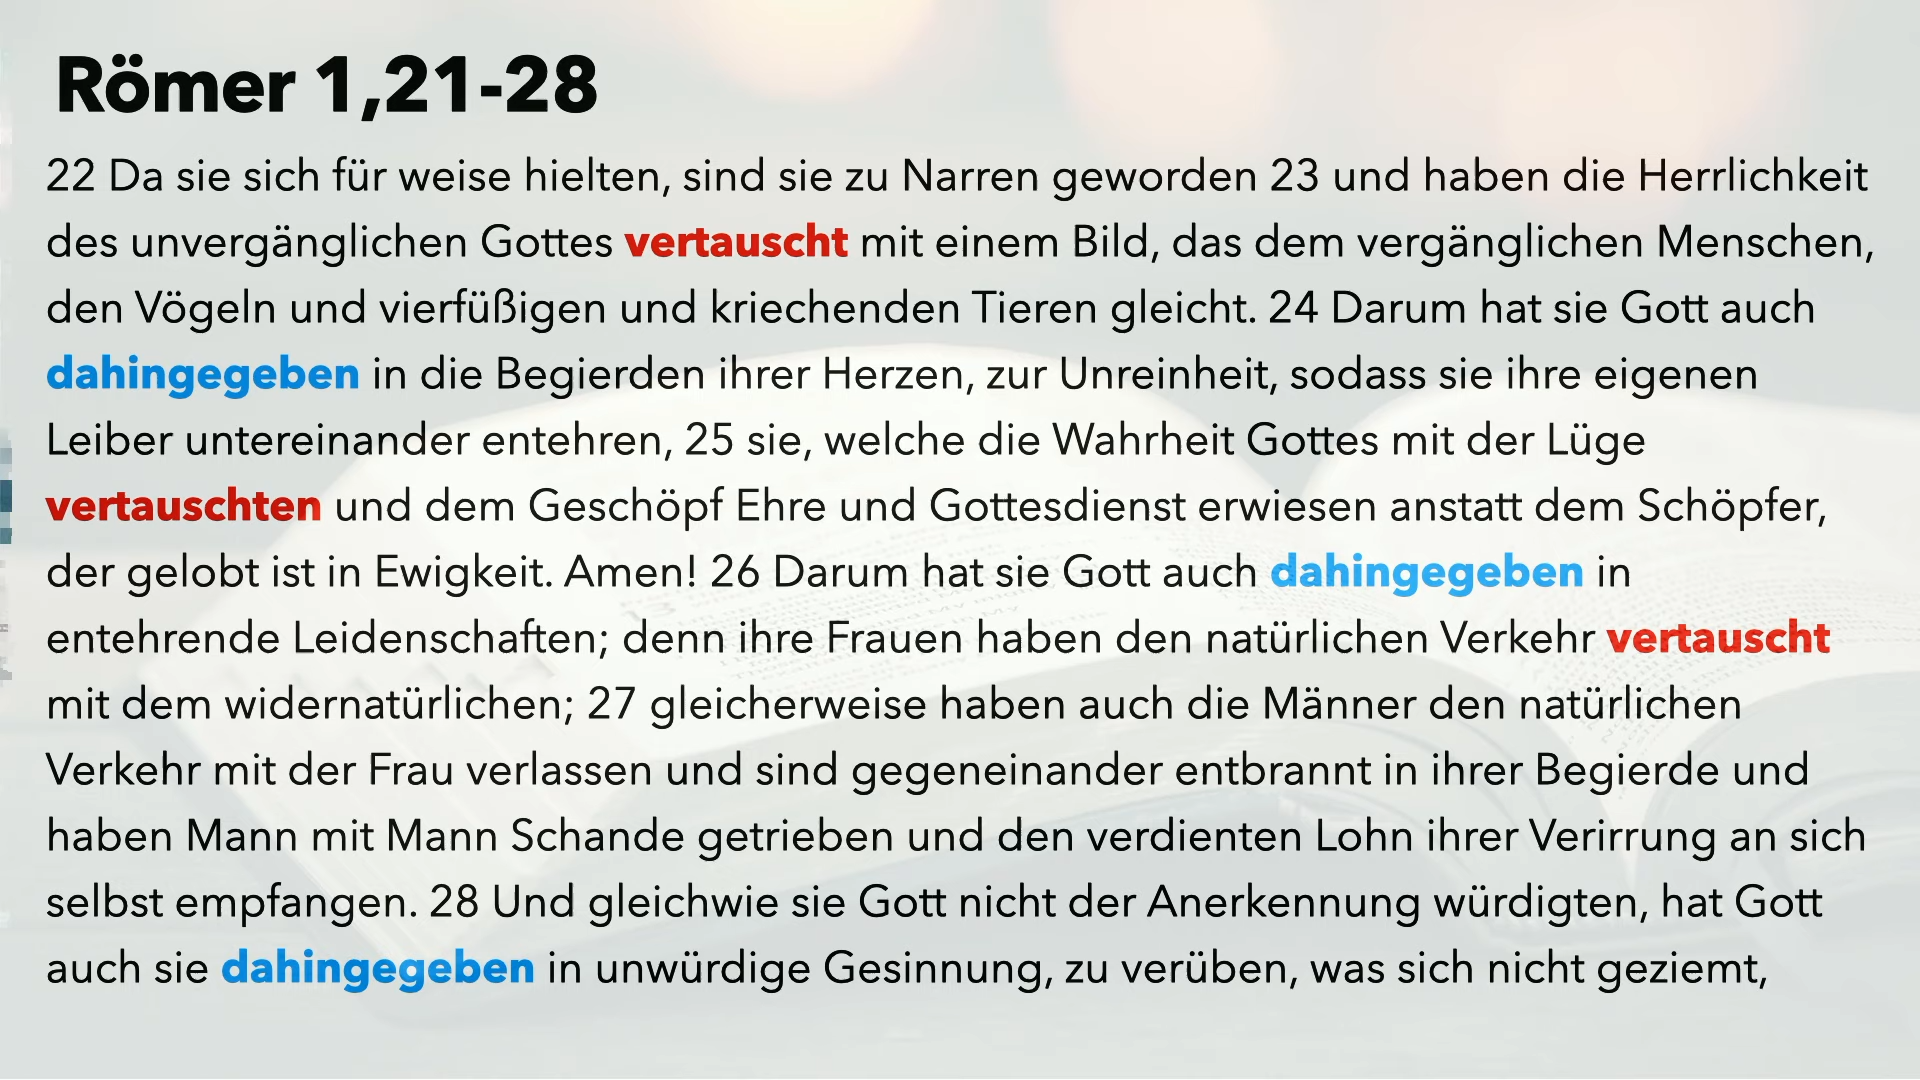 Römer 1,21-28
22 Da sie sich für weise hielten, sind sie zu Narren geworden 23 und haben die Herrlichkeit
des unvergänglichen Gottes vertauscht mit einem Bild, das dem vergänglichen Menschen,
den Vögeln und vierfüßigen und kriechenden Tieren gleicht. 24 Darum hat sie Gott auch
dahingegeben in die Begierden ihrer Herzen, zur Unreinheit, sodass sie ihre eigenen
Leiber untereinander entehren, 25 sie, welche die Wahrheit Gottes mit der Lüge
vertauschten und dem Geschöpf Ehre und Gottesdienst erwiesen anstatt dem Schöpfer,
der gelobt ist in Ewigkeit. Amen! 26 Darum hat sie Gott auch dahingegeben in
entehrende Leidenschaften; denn ihre Frauen haben den natürlichen Verkehr vertauscht
mit dem widernatürlichen; 27 gleicherweise haben auch die Männer den natürlichen
Verkehr mit der Frau verlassen und sind gegeneinander entbrannt in ihrer Begierde und
haben Mann mit Mann Schande getrieben und den verdienten Lohn ihrer Verirrung an sich
selbst empfangen. 28 Und gleichwie sie Gott nicht der Anerkennung würdigten, hat Gott
auch sie dahingegeben in unwürdige Gesinnung, zu verüben, was sich nicht geziemt,